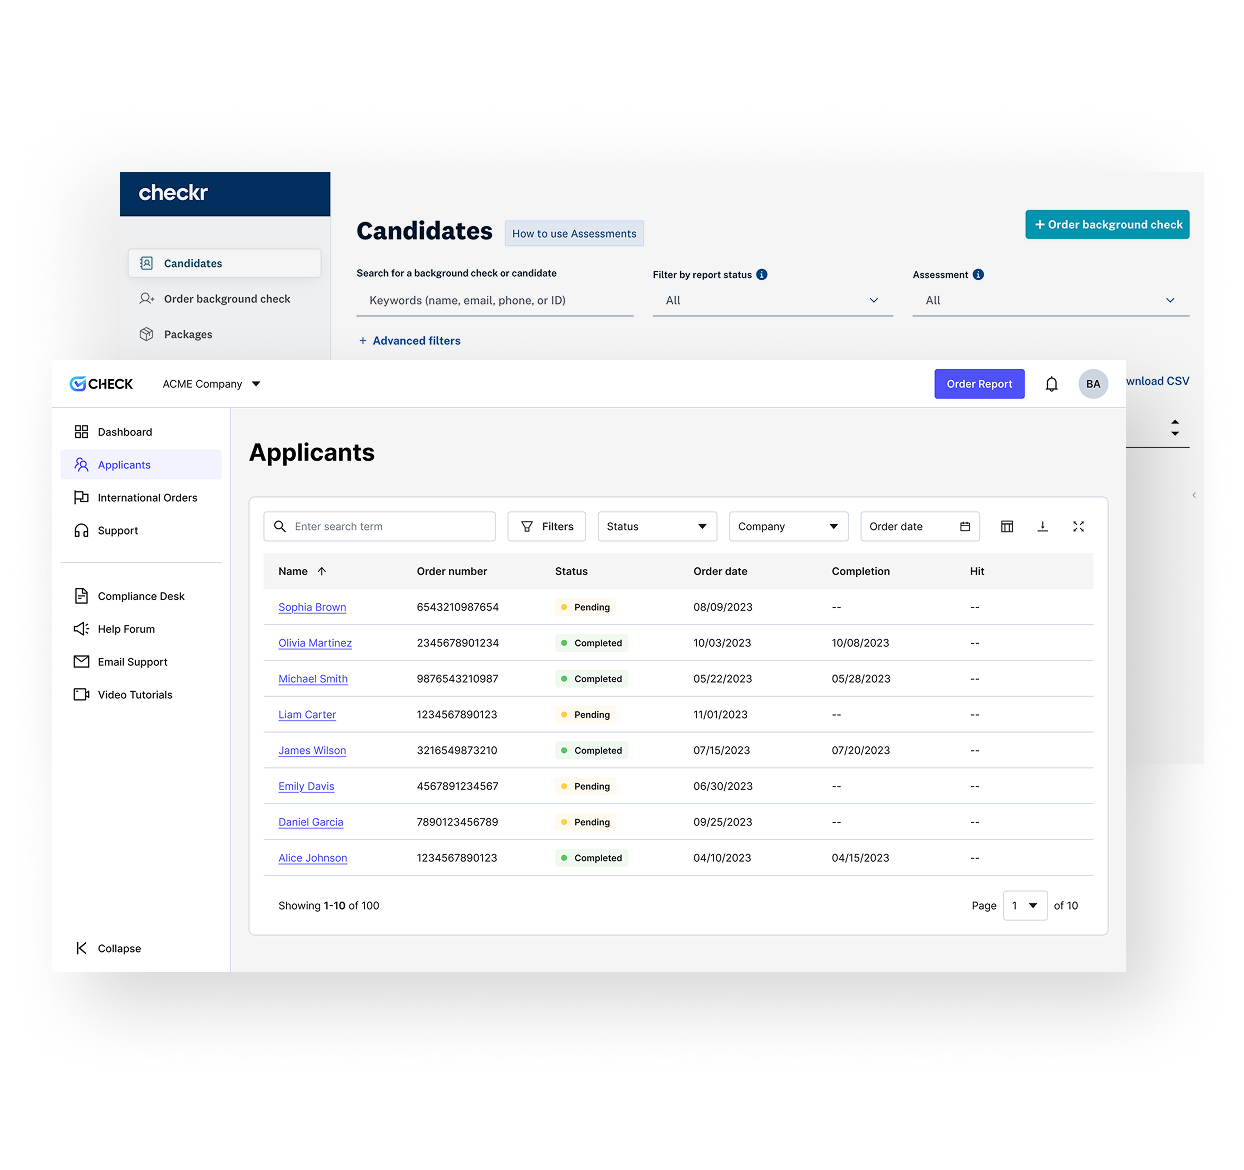 checkr
Candidates
Order background check
Packages
Candidates How to use Assessments
+ Order background check
Search for a background check or candidate
Filter by report status
Assessment
Keywords (name, email, phone, or ID)
All
All
+ Advanced filters
wnload CSV
CHECK
ACME Company
Order Report
BA
Dashboard
Applicants
International Orders
Support
Compliance Desk
Help Forum
Email Support
Video Tutorials
Collapse
Applicants
Enter search term Filters Status Company Order date
Name Order number Status Order date Completion Hit
Sophia Brown 6543210987654 Pending 08/09/2023 -- --
Olivia Martinez 2345678901234 Completed 10/03/2023 10/08/2023 --
Michael Smith 9876543210987 Completed 05/22/2023 05/28/2023 --
Liam Carter 1234567890123 Pending 11/01/2023 -- --
James Wilson 3216549873210 Completed 07/15/2023 07/20/2023 --
Emily Davis 4567891234567 Pending 06/30/2023 -- --
Daniel Garcia 7890123456789 Pending 09/25/2023 -- --
Alice Johnson 1234567890123 Completed 04/10/2023 04/15/2023 --
Showing 1-10 of 100
Page 1 of 10